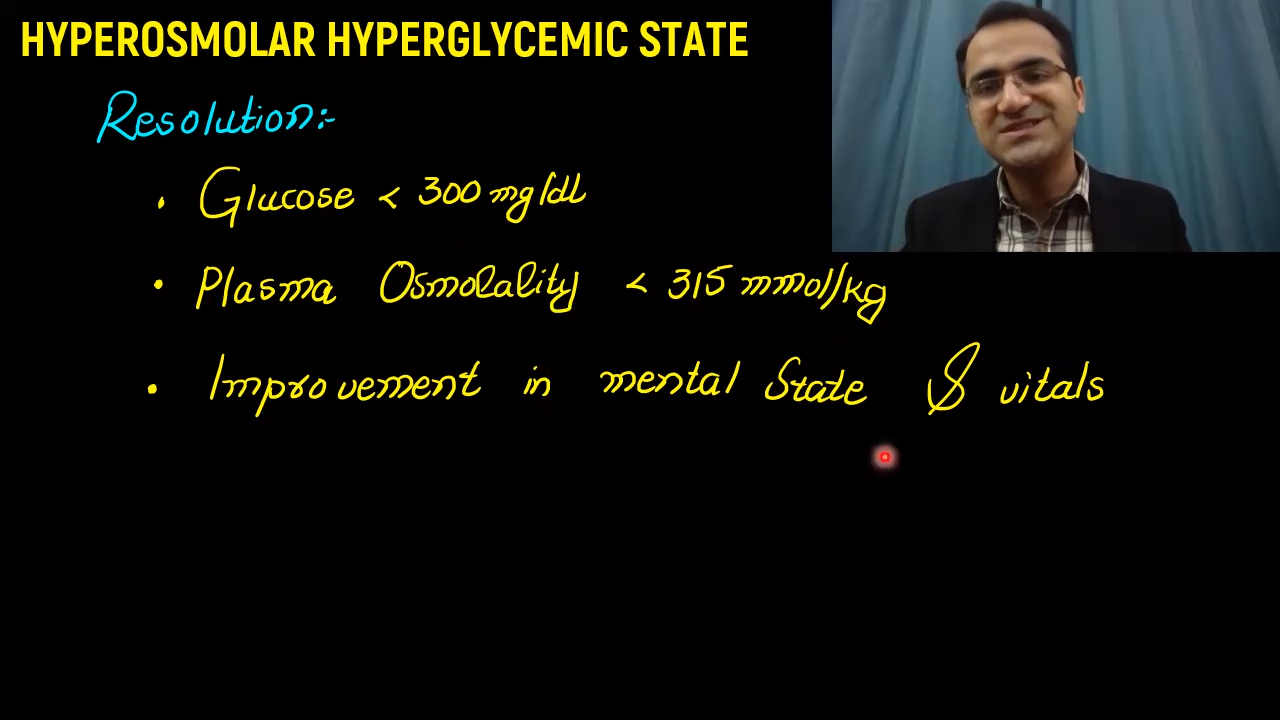 HYPEROSMOLAR HYPERGLYCEMIC STATE
Resolution:-
• Glucose < 300 mg/dl
• Plasma Osmolality < 315 mmol/kg
• Improvement in mental State & vitals